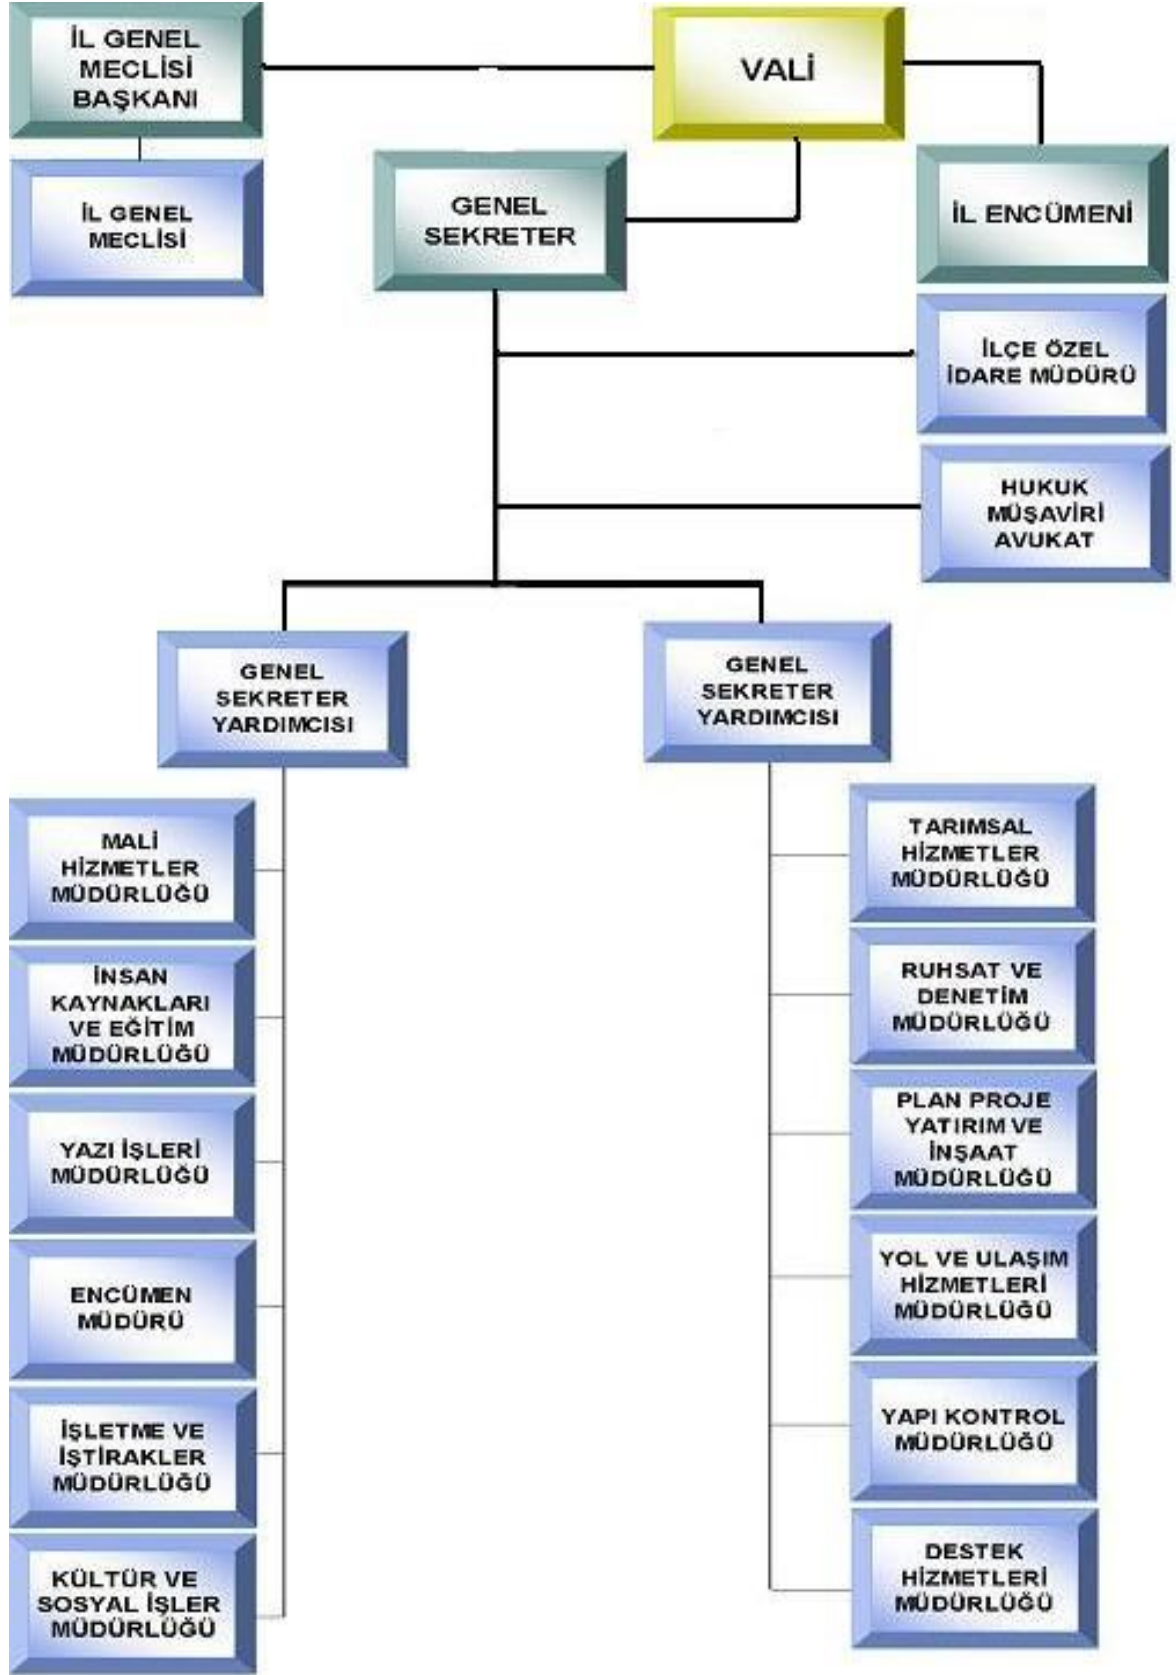 İL GENEL
MECLİSİ
BAŞKANI
VALİ
İL GENEL
MECLİSİ
GENEL
SEKRETER
İL ENCÜMENİ
İLÇE ÖZEL
İDARE MÜDÜRÜ
HUKUK
MÜŞAVİRİ
AVUKAT
GENEL
SEKRETER
YARDIMCISI
GENEL
SEKRETER
YARDIMCISI
MALİ
HİZMETLER
MÜDÜRLÜĞÜ
İNSAN
KAYNAKLARI
VE EĞİTİM
MÜDÜRLÜĞÜ
YAZI İŞLERİ
MÜDÜRLÜĞÜ
ENCÜMEN
MÜDÜRÜ
İŞLETME VE
İŞTİRAKLER
MÜDÜRLÜĞÜ
KÜLTÜR VE
SOSYAL İŞLER
MÜDÜRLÜĞÜ
TARIMSAL
HİZMETLER
MÜDÜRLÜĞÜ
RUHSAT VE
DENETİM
MÜDÜRLÜĞÜ
PLAN PROJE
YATIRIM VE
İNŞAAT
MÜDÜRLÜĞÜ
YOL VE ULAŞIM
HİZMETLERİ
MÜDÜRLÜĞÜ
YAPI KONTROL
MÜDÜRLÜĞÜ
DESTEK
HİZMETLERİ
MÜDÜRLÜĞÜ